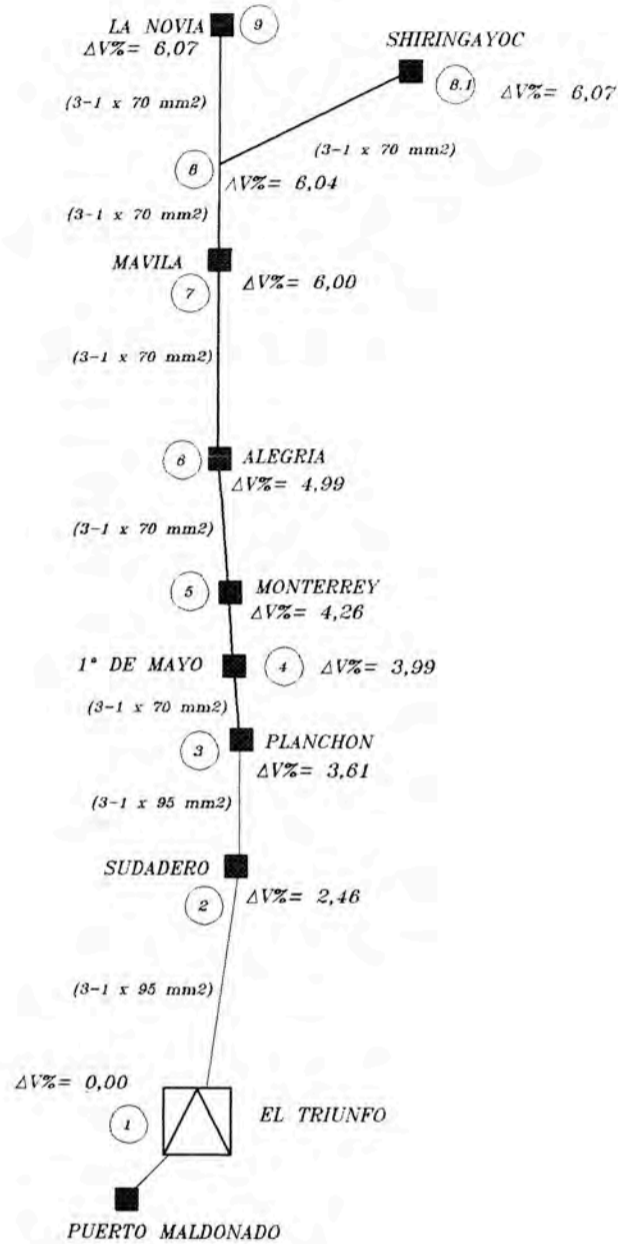 LA NOVIA 9
ΔV%= 6,07
SHIRINGAYOC
8.1 ΔV%= 6,07
(3-1 x 70 mm2)
(3-1 x 70 mm2)
8
ΔV%= 6,04
(3-1 x 70 mm2)
MAVILA
ΔV%= 6,00
7
(3-1 x 70 mm2)
6 ALEGRIA
ΔV%= 4,99
(3-1 x 70 mm2)
5 MONTERREY
ΔV%= 4,26
1° DE MAYO 4 ΔV%= 3,99
(3-1 x 70 mm2)
3 PLANCHON
ΔV%= 3,61
(3-1 x 95 mm2)
SUDADERO
2 ΔV%= 2,46
(3-1 x 95 mm2)
ΔV%= 0,00
1 EL TRIUNFO
PUERTO MALDONADO